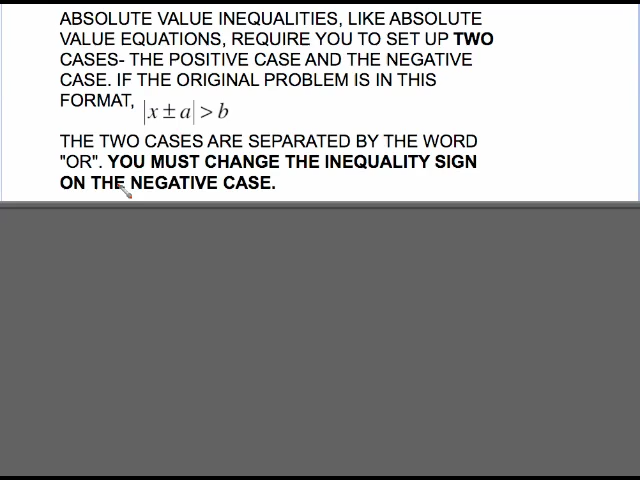 ABSOLUTE VALUE INEQUALITIES, LIKE ABSOLUTE
VALUE EQUATIONS, REQUIRE YOU TO SET UP TWO
CASES- THE POSITIVE CASE AND THE NEGATIVE
CASE. IF THE ORIGINAL PROBLEM IS IN THIS
FORMAT, |x ± a| > b
THE TWO CASES ARE SEPARATED BY THE WORD
"OR". YOU MUST CHANGE THE INEQUALITY SIGN
ON THE NEGATIVE CASE.